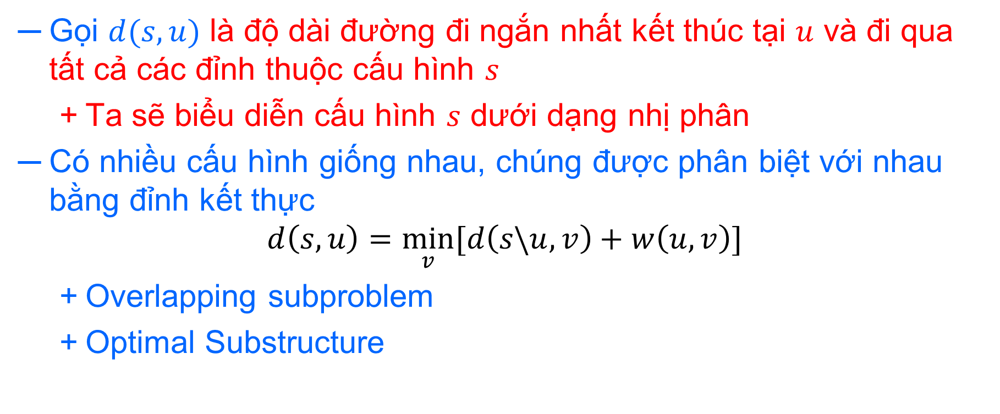 — Gọi d(s, u) là độ dài đường đi ngắn nhất kết thúc tại u và đi qua
tất cả các đỉnh thuộc cấu hình s
+ Ta sẽ biểu diễn cấu hình s dưới dạng nhị phân
— Có nhiều cấu hình giống nhau, chúng được phân biệt với nhau
bằng đỉnh kết thực
d(s, u) = min[d(s\u, v) + w(u, v)]
v
+ Overlapping subproblem
+ Optimal Substructure